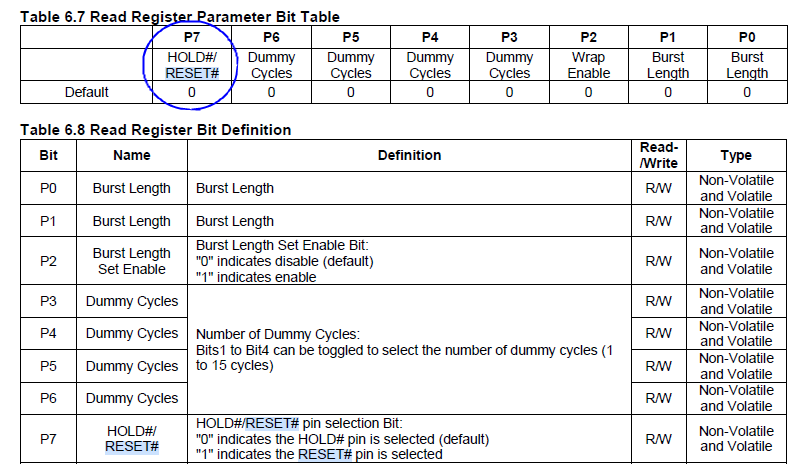 Table 6.7 Read Register Parameter Bit Table
P7 P6 P5 P4 P3 P2 P1 P0
HOLD#/ Dummy Dummy Dummy Dummy Wrap Burst Burst
RESET# Cycles Cycles Cycles Cycles Enable Length Length
Default 0 0 0 0 0 0 0 0
Table 6.8 Read Register Bit Definition
Bit Name Definition Read-/Write Type
P0 Burst Length Burst Length R/W Non-Volatile and Volatile
P1 Burst Length Burst Length R/W Non-Volatile and Volatile
P2 Burst Length Set Enable Burst Length Set Enable Bit:
"0" indicates disable (default)
"1" indicates enable R/W Non-Volatile and Volatile
P3 Dummy Cycles Number of Dummy Cycles:
Bits1 to Bit4 can be toggled to select the number of dummy cycles (1
to 15 cycles) R/W Non-Volatile and Volatile
P4 Dummy Cycles R/W Non-Volatile and Volatile
P5 Dummy Cycles R/W Non-Volatile and Volatile
P6 Dummy Cycles R/W Non-Volatile and Volatile
P7 HOLD#/ RESET# HOLD#/RESET# pin selection Bit:
"0" indicates the HOLD# pin is selected (default)
"1" indicates the RESET# pin is selected R/W Non-Volatile and Volatile